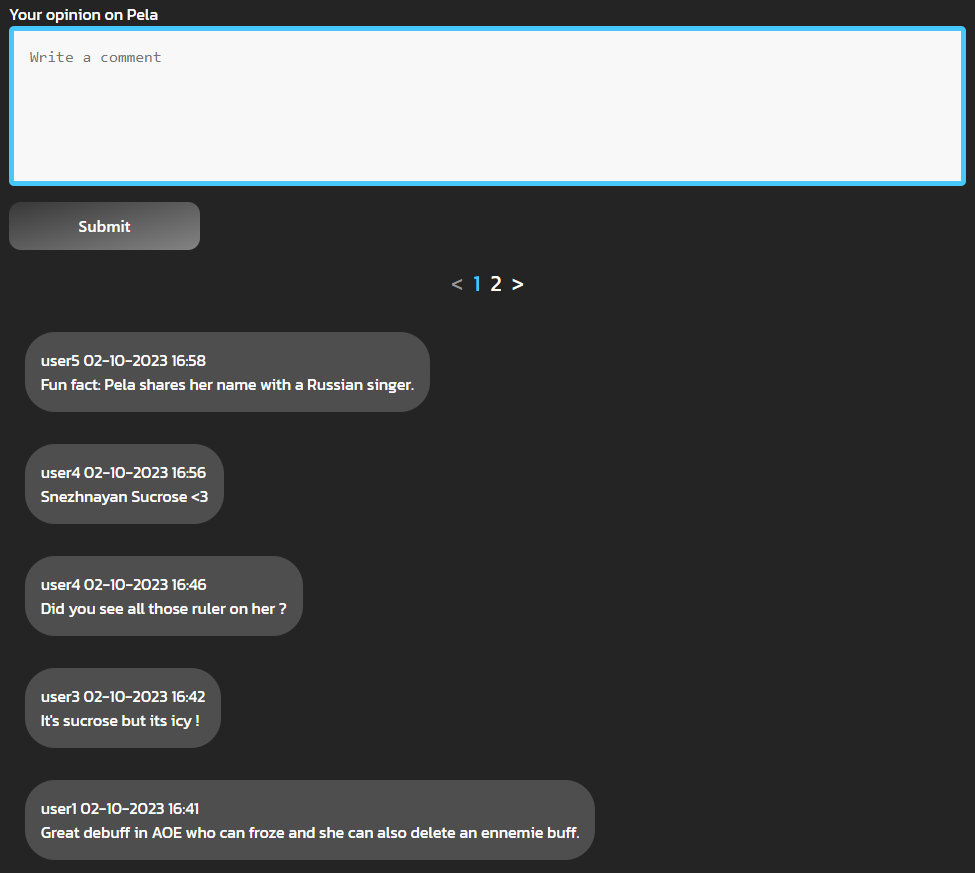 Your opinion on Pela
Write a comment
Submit
< 1 2 >
user5 02-10-2023 16:58
Fun fact: Pela shares her name with a Russian singer.
user4 02-10-2023 16:56
Snezhnayan Sucrose <3
user4 02-10-2023 16:46
Did you see all those ruler on her ?
user3 02-10-2023 16:42
It's sucrose but its icy !
user1 02-10-2023 16:41
Great debuff in AOE who can froze and she can also delete an ennemie buff.